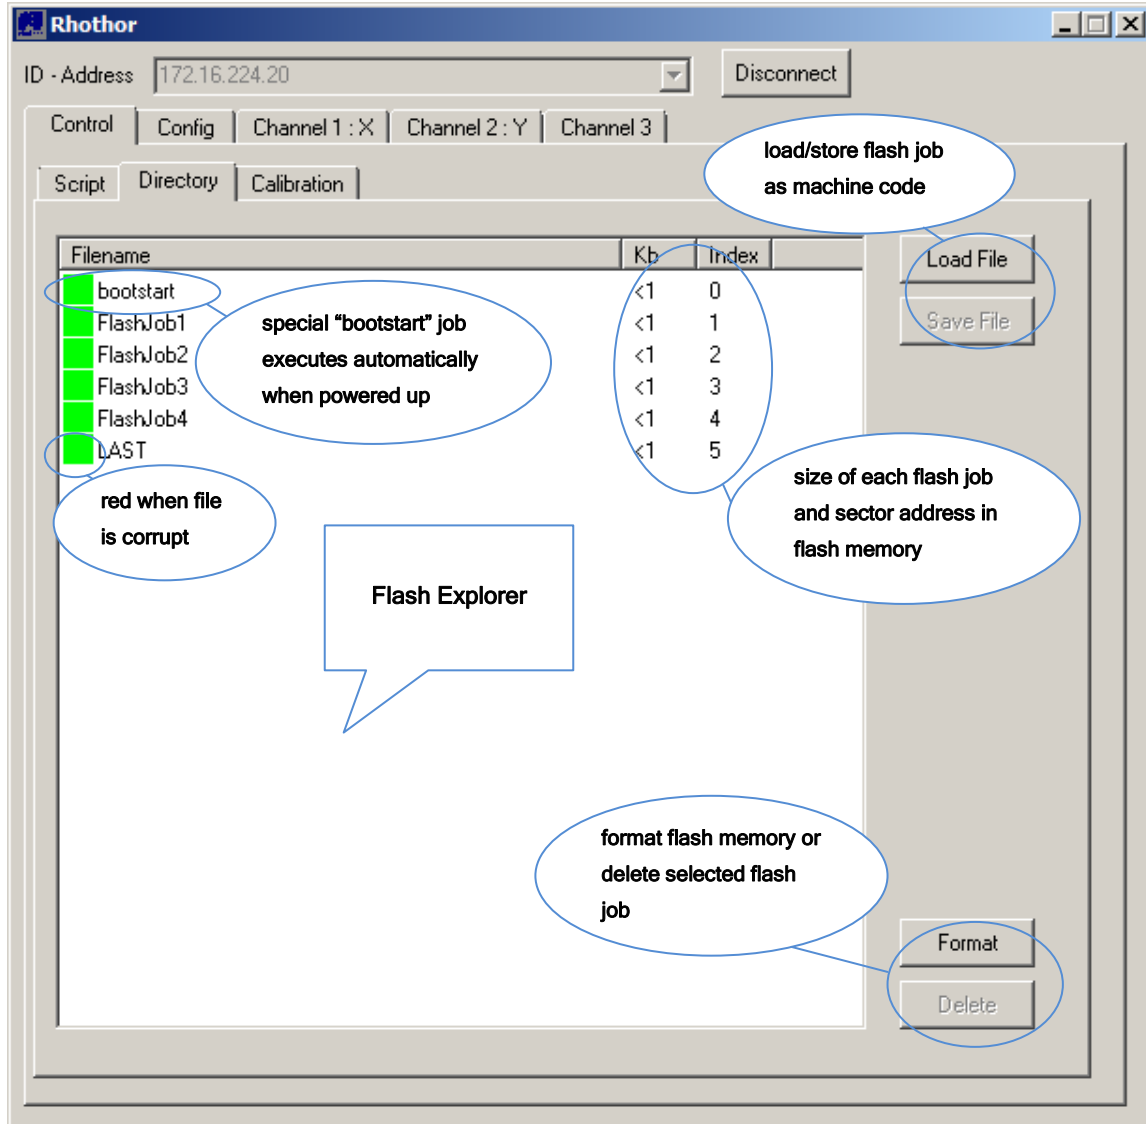 Rhothor
ID - Address 172.16.224.20 Disconnect
Control Config Channel 1 : X Channel 2 : Y Channel 3
Script Directory Calibration
load/store flash job
as machine code
Filename Kb Index
Load File
Save File
bootstart <1 0
FlashJob1 <1 1
FlashJob2 <1 2
FlashJob3 <1 3
FlashJob4 <1 4
LAST <1 5
special “bootstart” job
executes automatically
when powered up
red when file
is corrupt
size of each flash job
and sector address in
flash memory
Flash Explorer
format flash memory or
delete selected flash
job
Format
Delete